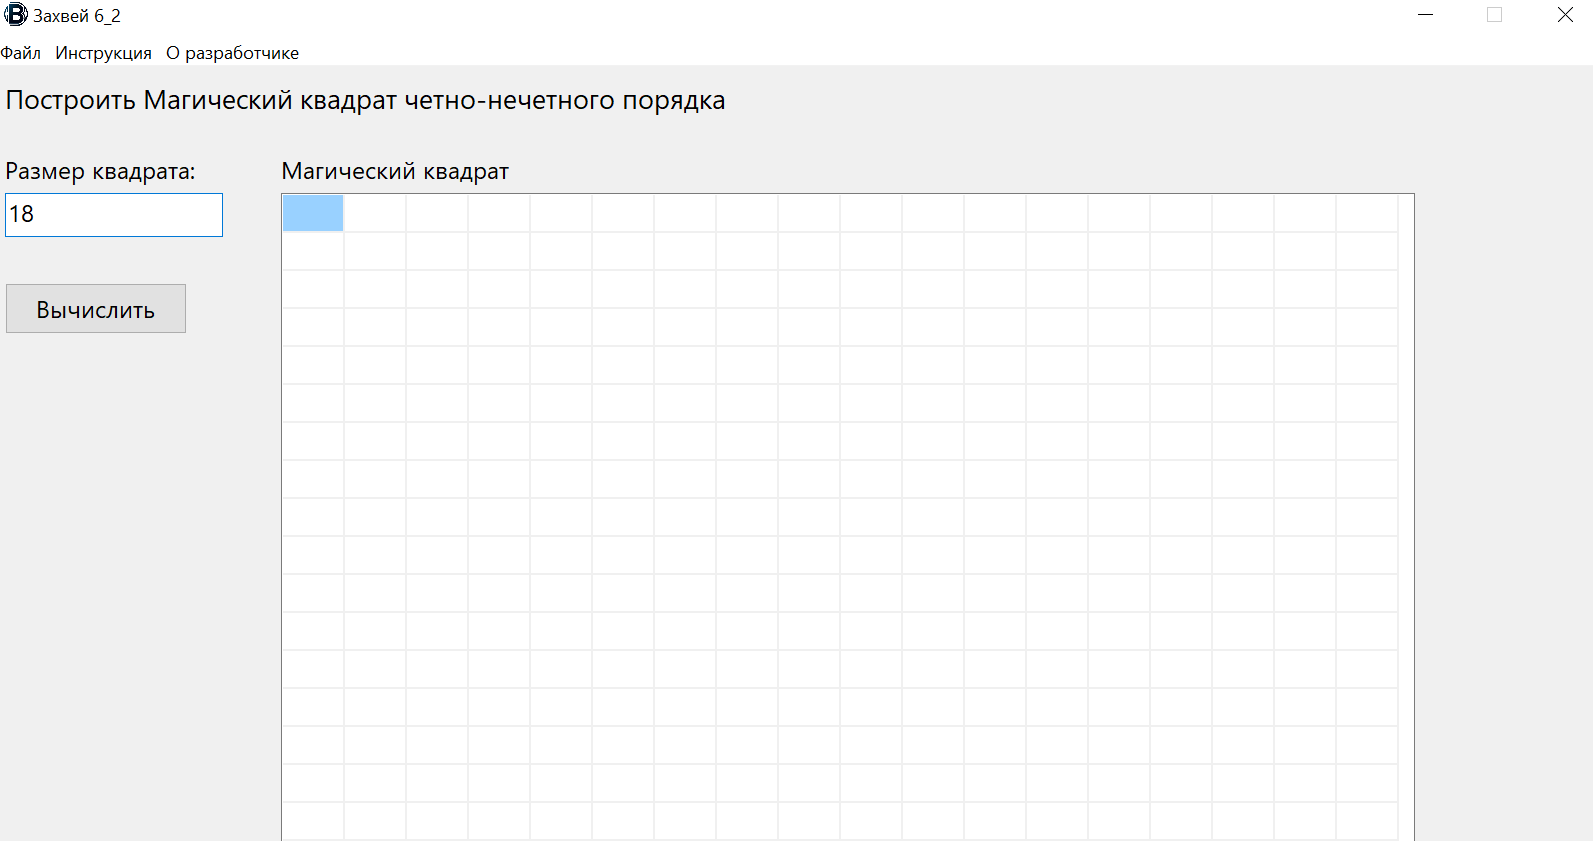 Захвей 6_2
Файл Инструкция О разработчике
Построить Магический квадрат четно-нечетного порядка
Размер квадрата:
Магический квадрат
18
Вычислить